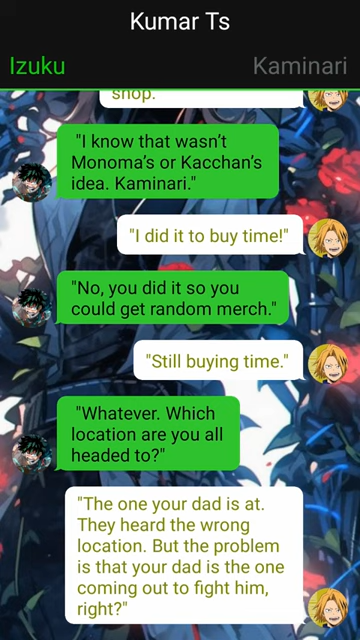 Kumar Ts
Izuku
Kaminari
shop.
"I know that wasn't
Monoma's or Kacchan's
idea. Kaminari."
"I did it to buy time!"
"No, you did it so you
could get random merch."
"Still buying time."
"Whatever. Which
location are you all
headed to?"
"The one your dad is at.
They heard the wrong
location. But the problem
is that your dad is the one
coming out to fight him,
right?"